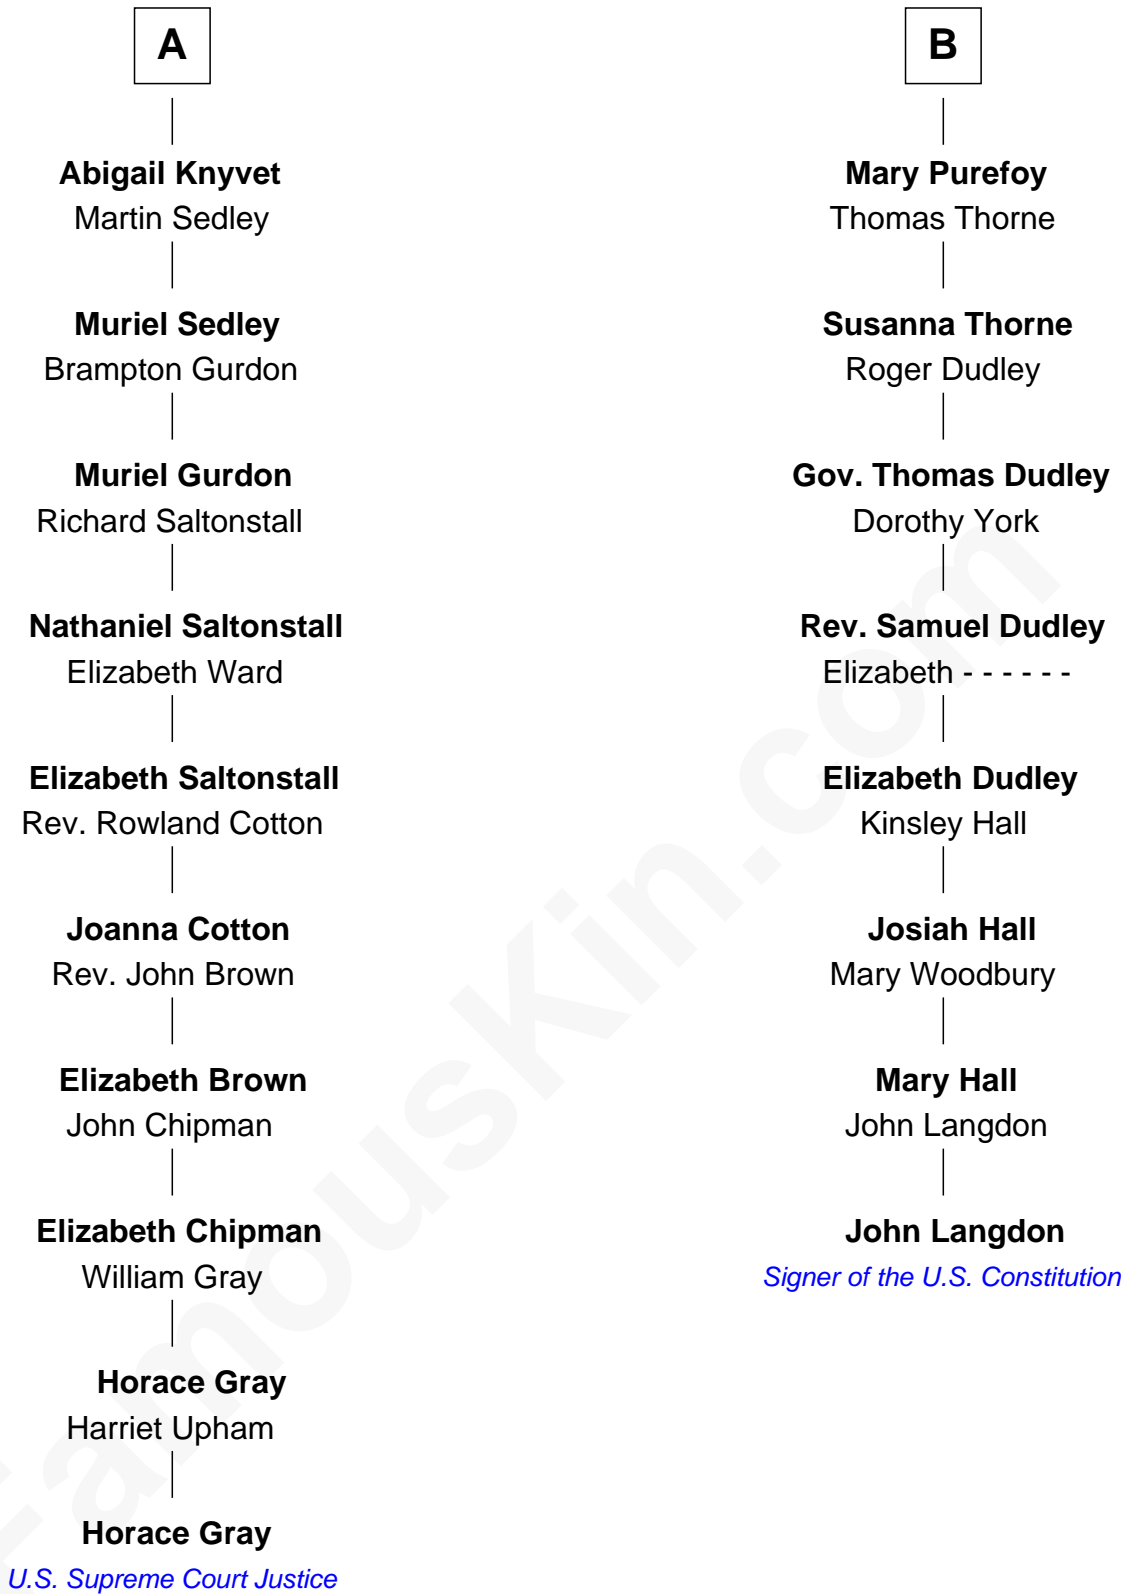 A
Abigail Knyvet
Martin Sedley
Muriel Sedley
Brampton Gurdon
Muriel Gurdon
Richard Saltonstall
Nathaniel Saltonstall
Elizabeth Ward
Elizabeth Saltonstall
Rev. Rowland Cotton
Joanna Cotton
Rev. John Brown
Elizabeth Brown
John Chipman
Elizabeth Chipman
William Gray
Horace Gray
Harriet Upham
Horace Gray
U.S. Supreme Court Justice
B
Mary Purefoy
Thomas Thorne
Susanna Thorne
Roger Dudley
Gov. Thomas Dudley
Dorothy York
Rev. Samuel Dudley
Elizabeth - - - - - -
Elizabeth Dudley
Kinsley Hall
Josiah Hall
Mary Woodbury
Mary Hall
John Langdon
John Langdon
Signer of the U.S. Constitution
FamousKin.com